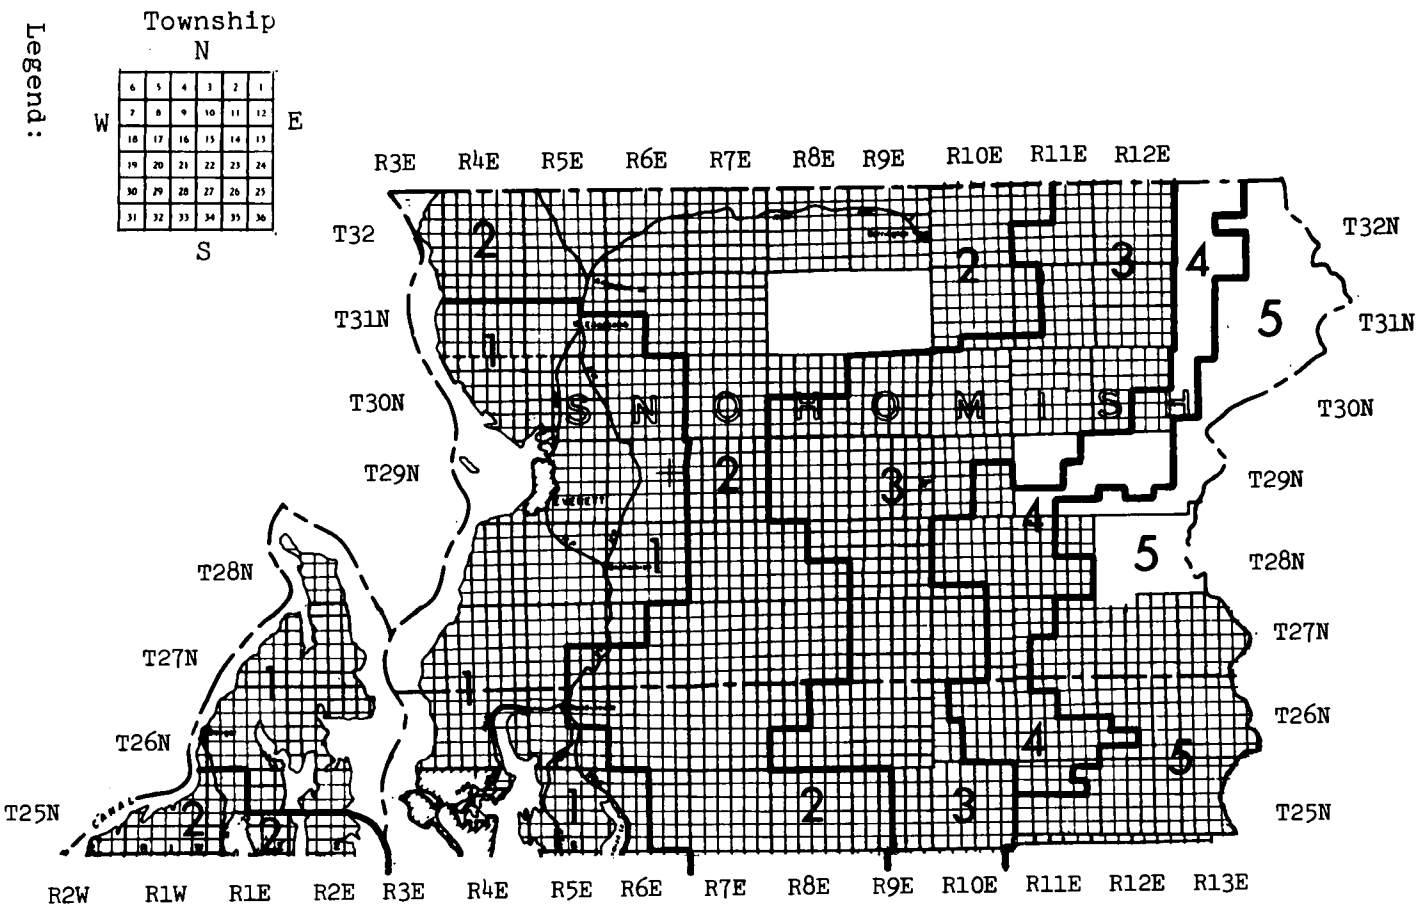 Legend:
Township
N
W
E
S
6 5 4 3 2 1
7 8 9 10 11 12
18 17 16 15 14 13
19 20 21 22 23 24
30 29 28 27 26 25
31 32 33 34 35 36
R3E R4E R5E R6E R7E R8E R9E R10E R11E R12E
T32 2 2 3 4 T32N
T31N 1 5 T31N
T30N S N O H O M I S H T30N
T29N 2 3 T29N
EVERETT
4
T28N 1 5 T28N
T27N T27N
1 1
T26N 4 5 T26N
T25N CANAL 2 2 1 2 3 T25N
R2W R1W R1E R2E R3E R4E R5E R6E R7E R8E R9E R10E R11E R12E R13E